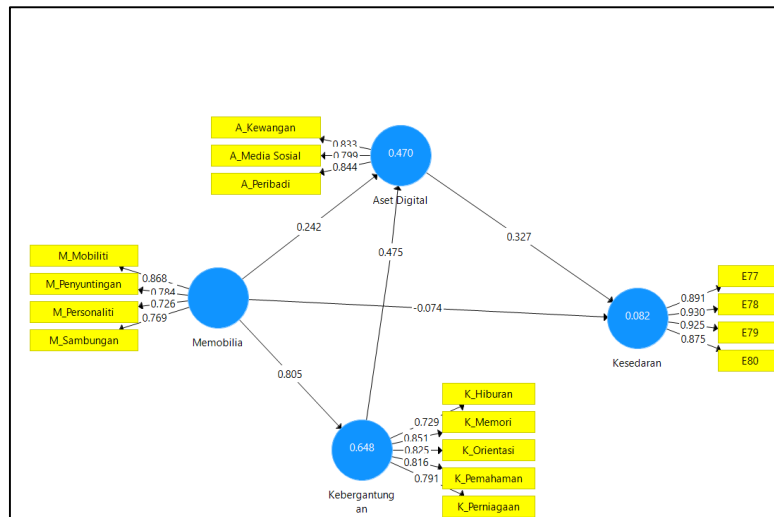 A_Kewangan
0.833
A_Media Sosial
0.799
A_Peribadi
0.844
0.470
Aset Digital
0.242
0.475
0.327
M_Mobiliti
0.868
M_Penyuntingan
0.784
M_Personaliti
0.726
M_Sambungan
0.769
Memobilia
-0.074
0.805
0.082
Kesedaran
0.891
E77
0.930
E78
0.925
E79
0.875
E80
0.648
Kebergantung
an
0.729
K_Hiburan
0.851
K_Memori
0.825
K_Orientasi
0.816
K_Pemahaman
0.791
K_Perniagaan